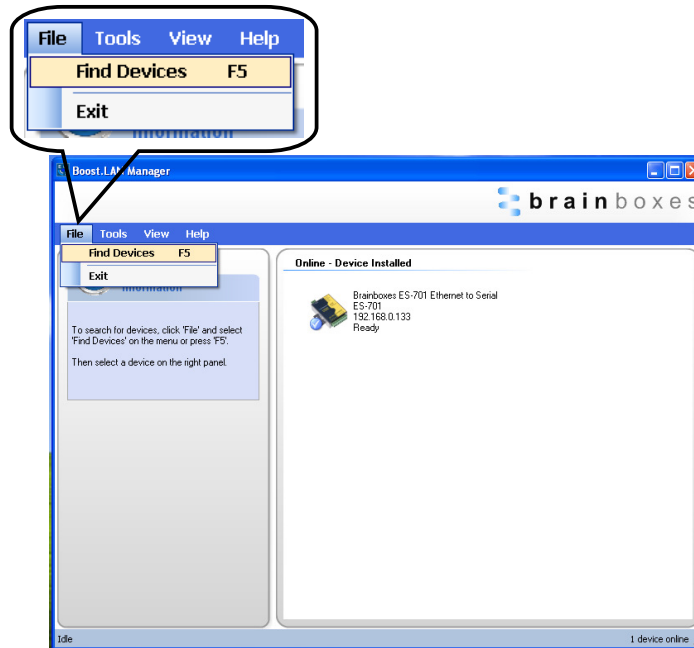 File Tools View Help
Find Devices F5
Exit
Information
Boost.LAN Manager
brainboxes
File Tools View Help
Find Devices F5
Exit
Information
To search for devices, click 'File' and select
'Find Devices' on the menu or press 'F5'.
Then select a device on the right panel.
Online - Device Installed
Brainboxes ES-701 Ethernet to Serial
ES-701
192.168.0.133
Ready
Idle
1 device online